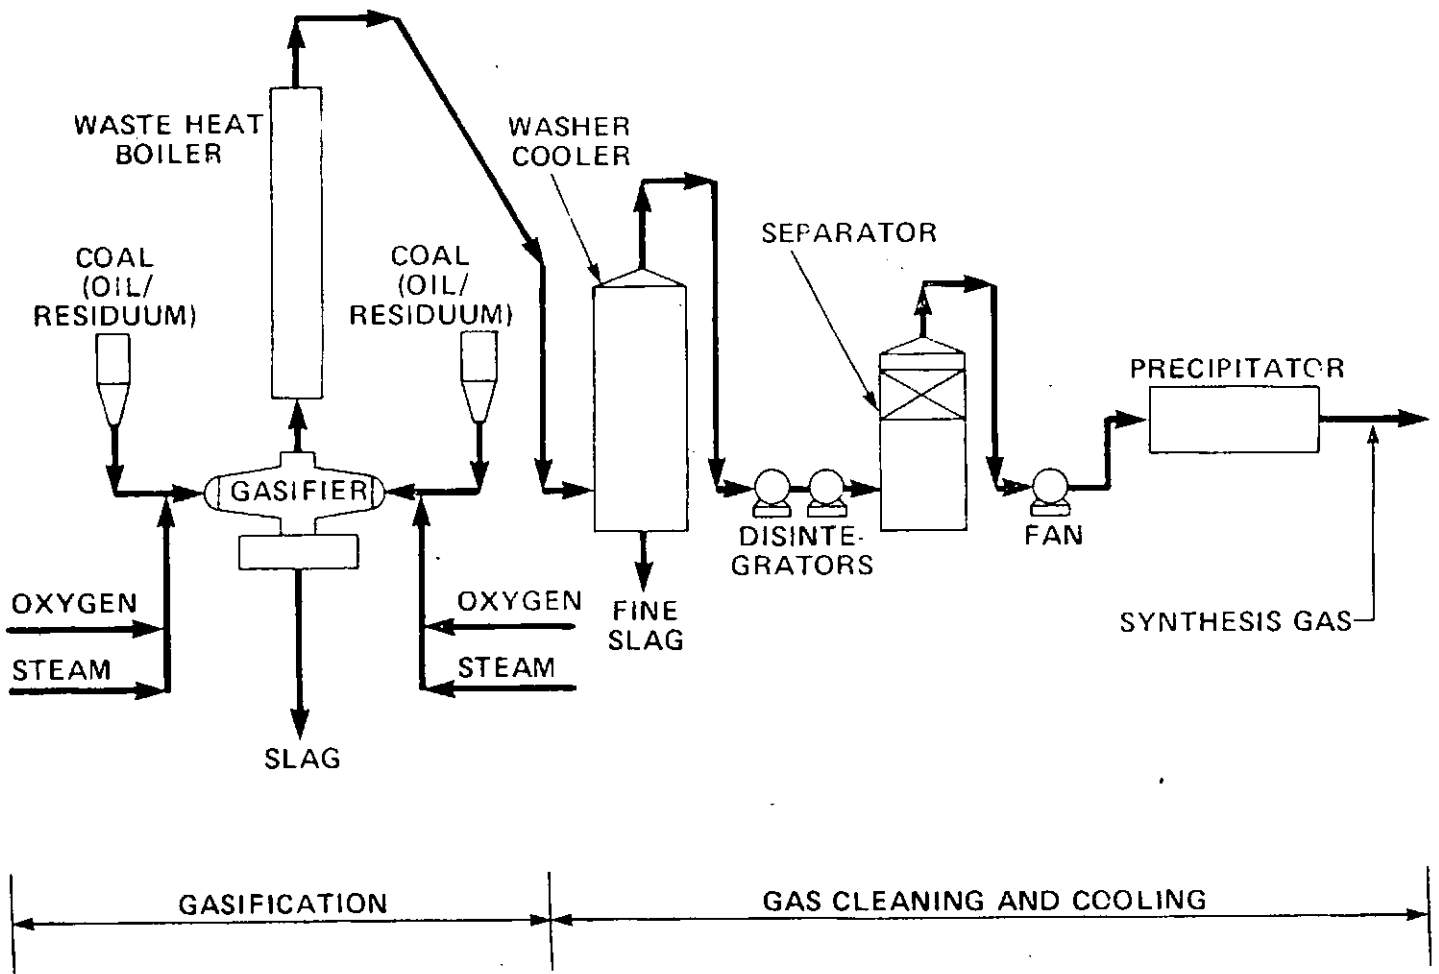 WASTE HEAT
BOILER
WASHER
COOLER
SEPARATOR
COAL
(OIL/
RESIDUUM)
COAL
(OIL/
RESIDUUM)
PRECIPITATOR
GASIFIER
DISINTE-
GRATORS
FAN
OXYGEN
STEAM
OXYGEN
STEAM
FINE
SLAG
SYNTHESIS GAS
SLAG
GASIFICATION
GAS CLEANING AND COOLING